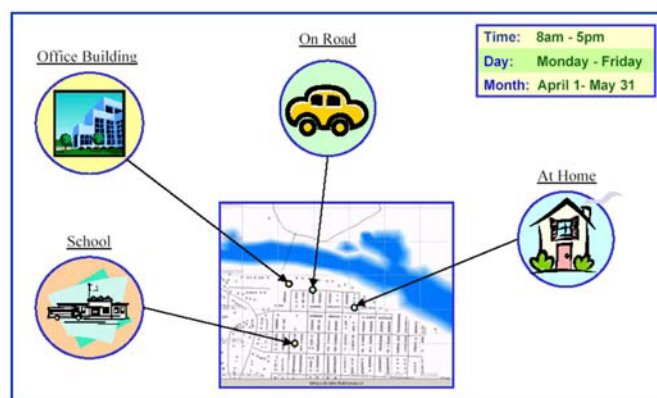 Office Building
On Road
Time: 8am - 5pm
Day: Monday - Friday
Month: April 1- May 31
At Home
School